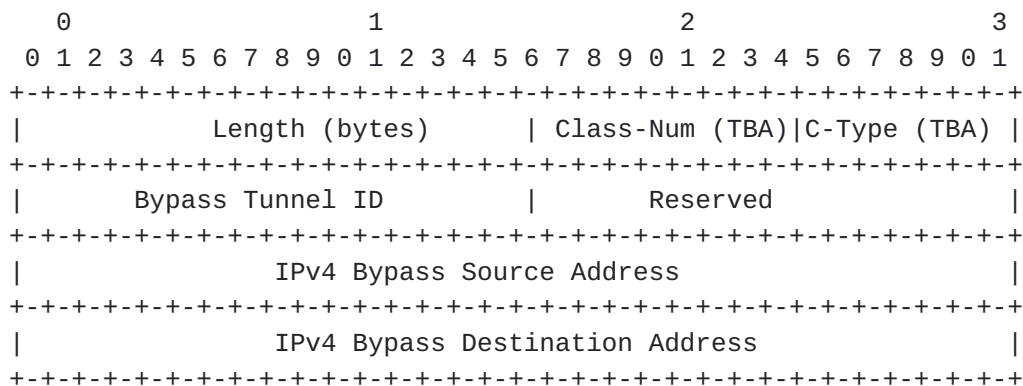 0                   1                   2                   3
  0 1 2 3 4 5 6 7 8 9 0 1 2 3 4 5 6 7 8 9 0 1 2 3 4 5 6 7 8 9 0 1
 +-+-+-+-+-+-+-+-+-+-+-+-+-+-+-+-+-+-+-+-+-+-+-+-+-+-+-+-+-+-+-+-+
 |            Length (bytes)      | Class-Num (TBA)|C-Type (TBA) |
 +-+-+-+-+-+-+-+-+-+-+-+-+-+-+-+-+-+-+-+-+-+-+-+-+-+-+-+-+-+-+-+-+
 |       Bypass Tunnel ID         |       Reserved               |
 +-+-+-+-+-+-+-+-+-+-+-+-+-+-+-+-+-+-+-+-+-+-+-+-+-+-+-+-+-+-+-+-+
 |                IPv4 Bypass Source Address                     |
 +-+-+-+-+-+-+-+-+-+-+-+-+-+-+-+-+-+-+-+-+-+-+-+-+-+-+-+-+-+-+-+-+
 |                IPv4 Bypass Destination Address                |
 +-+-+-+-+-+-+-+-+-+-+-+-+-+-+-+-+-+-+-+-+-+-+-+-+-+-+-+-+-+-+-+-+